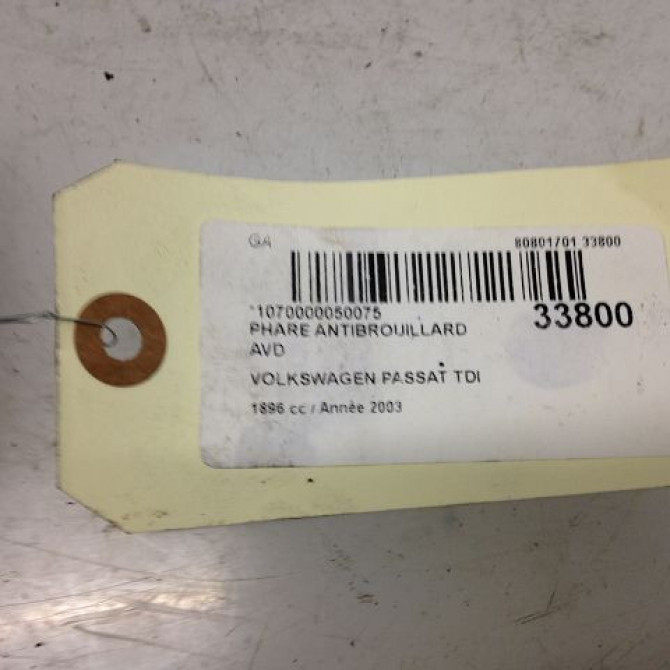 GA 80801701 33800
*1070000050075 33800
PHARE ANTIBROUILLARD
AVD
VOLKSWAGEN PASSAT TDI
1896 cc / Année 2003